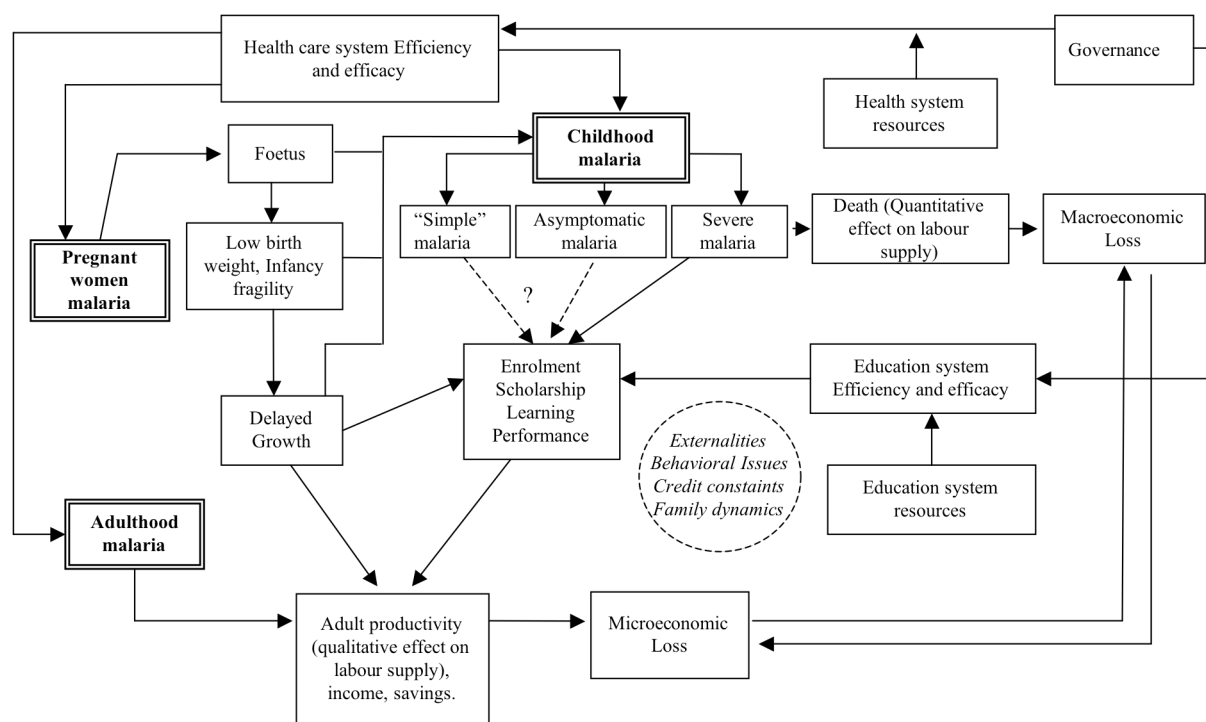 Health care system Efficiency
and efficacy
Governance
Health system
resources
Foetus
Childhood
malaria
“Simple”
malaria
Asymptomatic
malaria
Severe
malaria
Death (Quantitative
effect on labour
supply)
Macroeconomic
Loss
Pregnant
women
malaria
Low birth
weight, Infancy
fragility
?
Enrolment
Scholarship
Learning
Performance
Education system
Efficiency and efficacy
Delayed
Growth
Externalities
Behavioral Issues
Credit constaints
Family dynamics
Education system
resources
Adulthood
malaria
Adult productivity
(qualitative effect on
labour supply),
income, savings.
Microeconomic
Loss